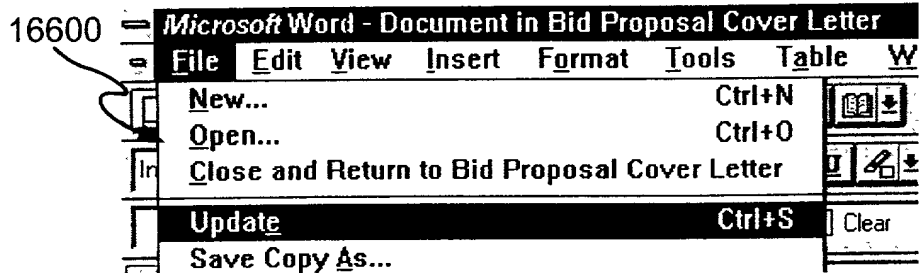 16600
Microsoft Word - Document in Bid Proposal Cover Letter
File Edit View Insert Format Tools Table W
New... Ctrl+N
Open... Ctrl+O
In
Close and Return to Bid Proposal Cover Letter
Update Ctrl+S
Clear
Save Copy As...